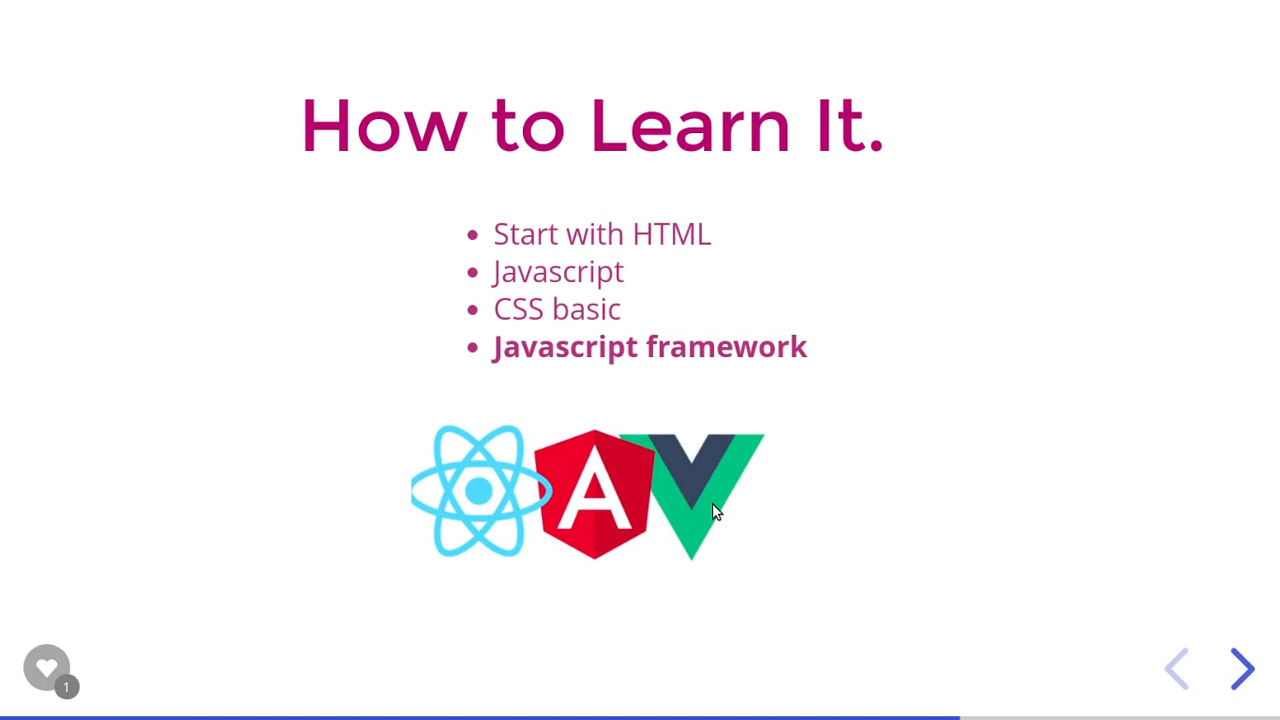 How to Learn It.
Start with HTML
Javascript
CSS basic
Javascript framework
A
1